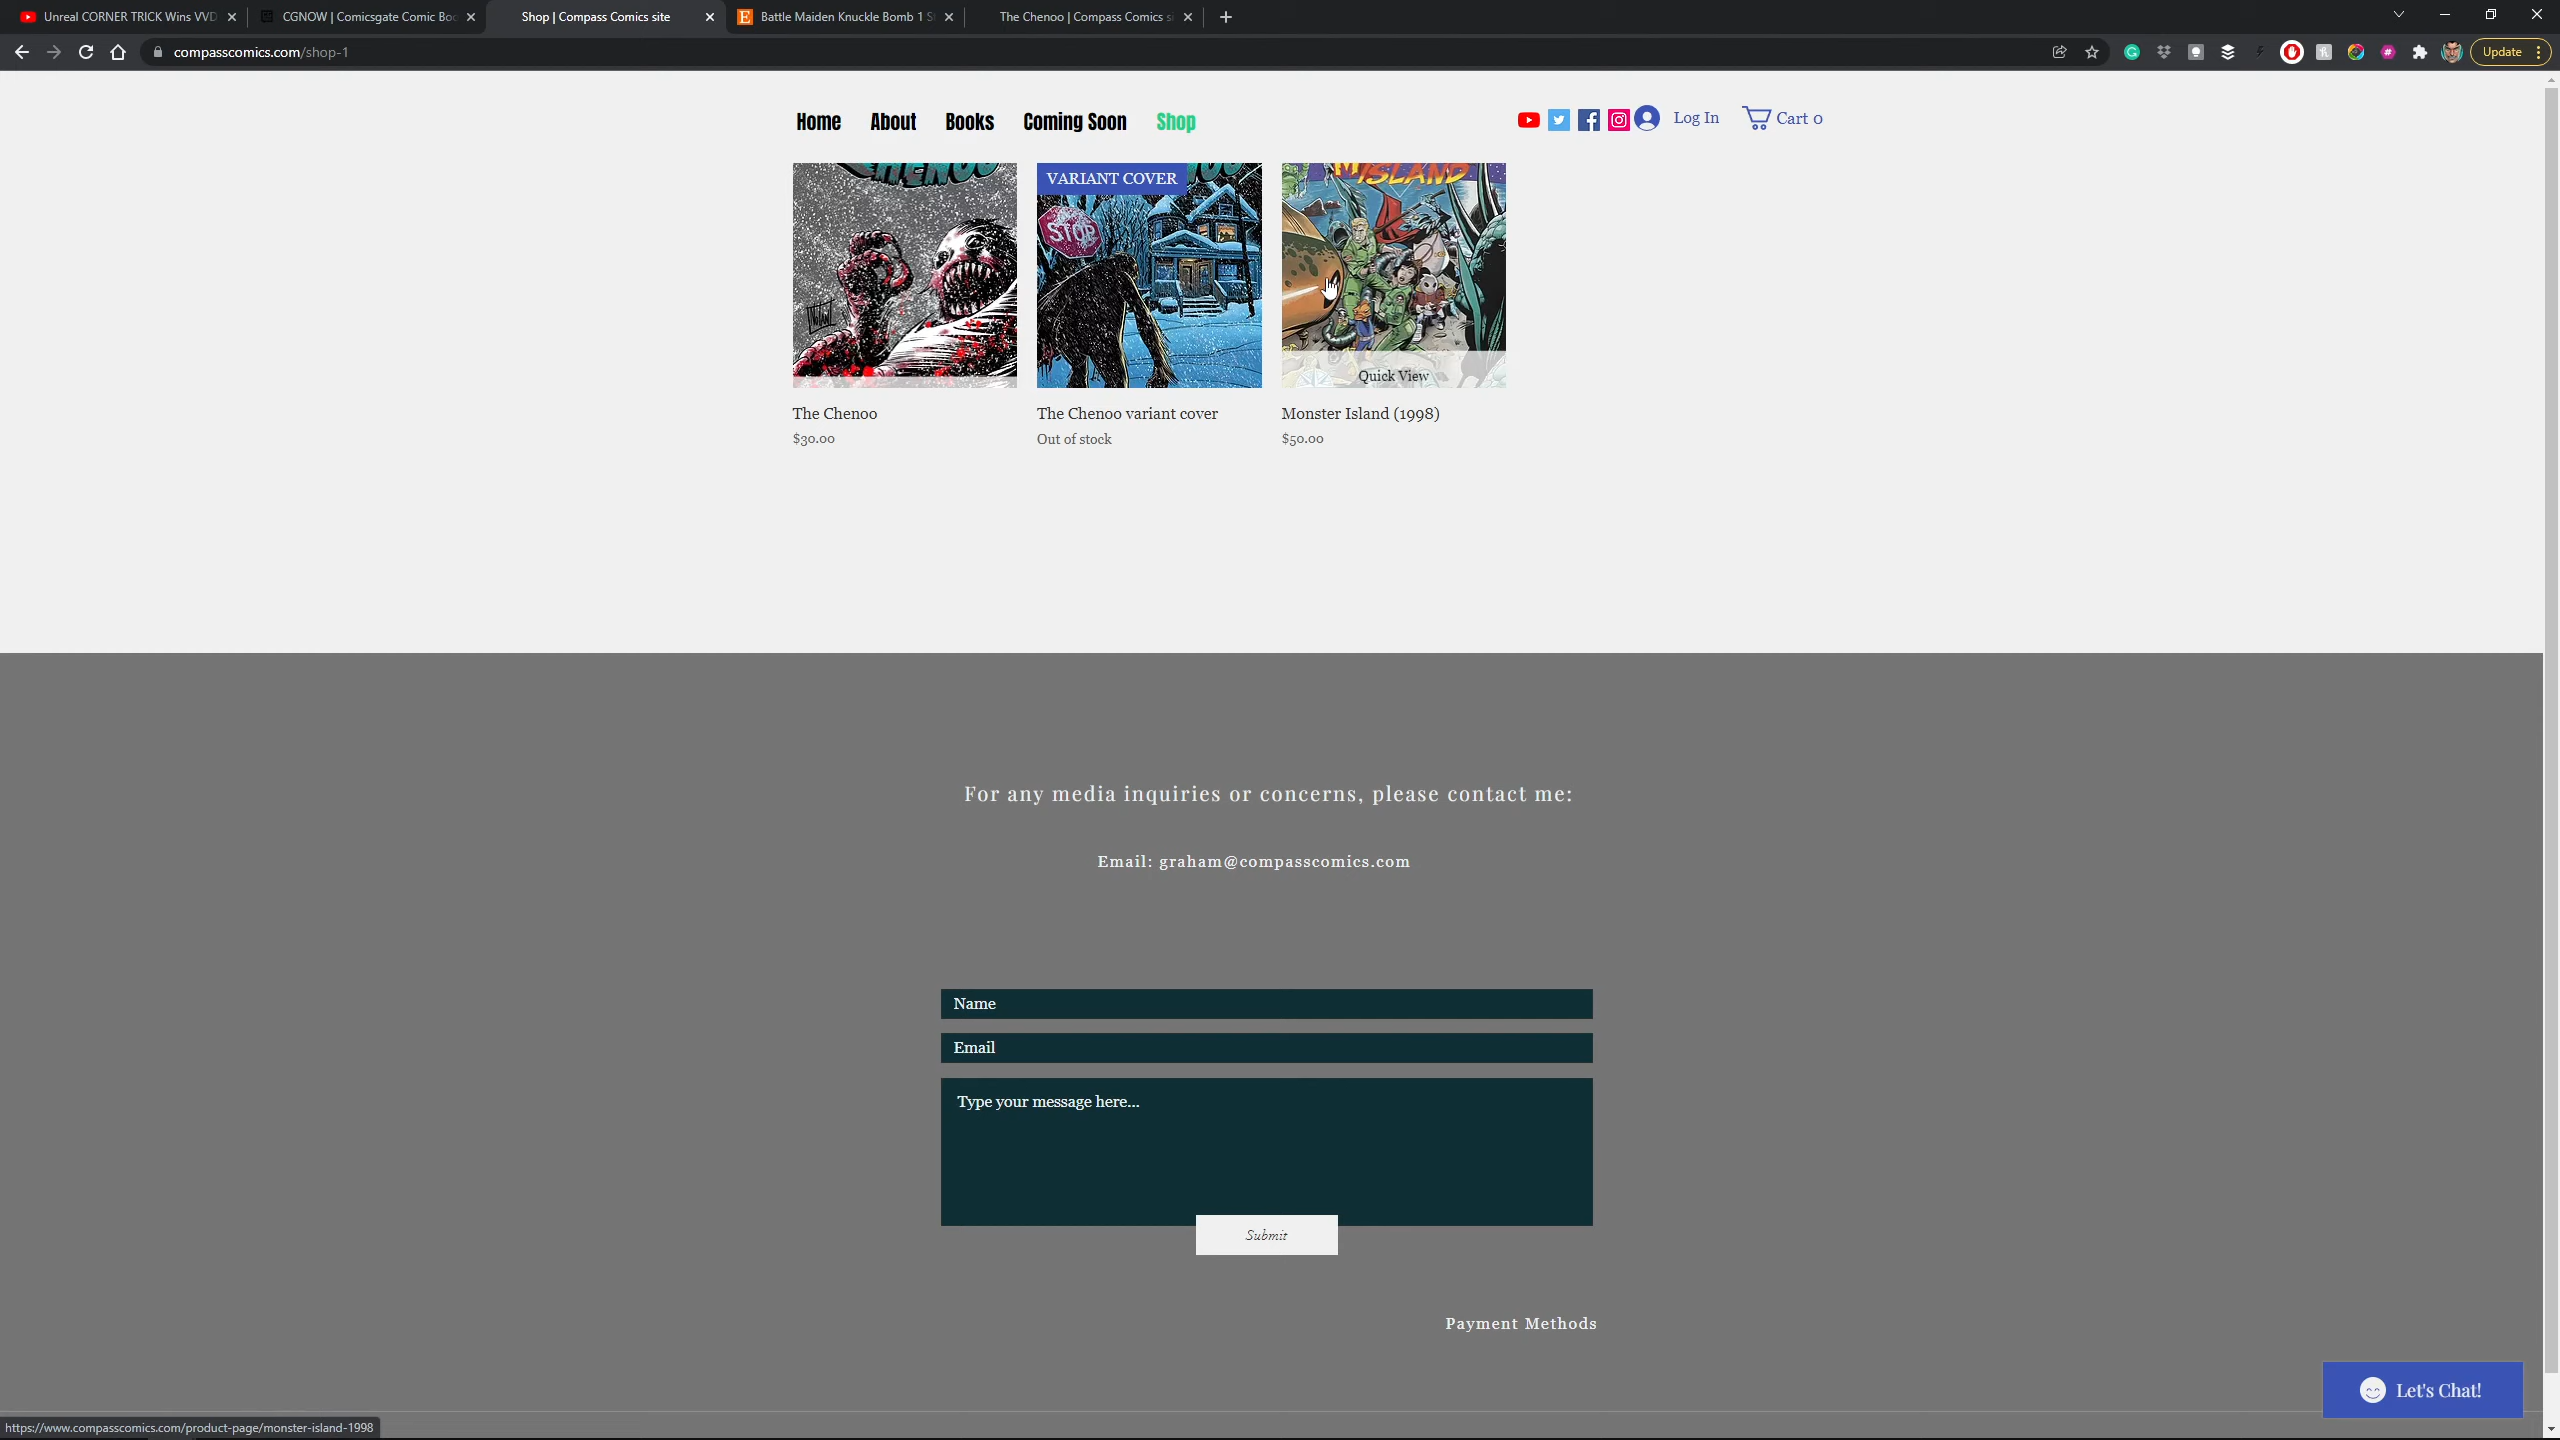 Unreal CORNER TRICK Wins VVD
CGNOW | Comicsgate Comic Boo
Shop | Compass Comics site
Battle Maiden Knuckle Bomb 1 S
The Chenoo | Compass Comics si
compasscomics.com/shop-1
Update
Home
About
Books
Coming Soon
Shop
Log In
Cart 0
CHENOO
VARIANT COVER
STOP
ISLAND
Quick View
The Chenoo
$30.00
The Chenoo variant cover
Out of stock
Monster Island (1998)
$50.00
For any media inquiries or concerns, please contact me:
Email: graham@compasscomics.com
Name
Email
Type your message here...
Submit
Payment Methods
Let's Chat!
https://www.compasscomics.com/product-page/monster-island-1998